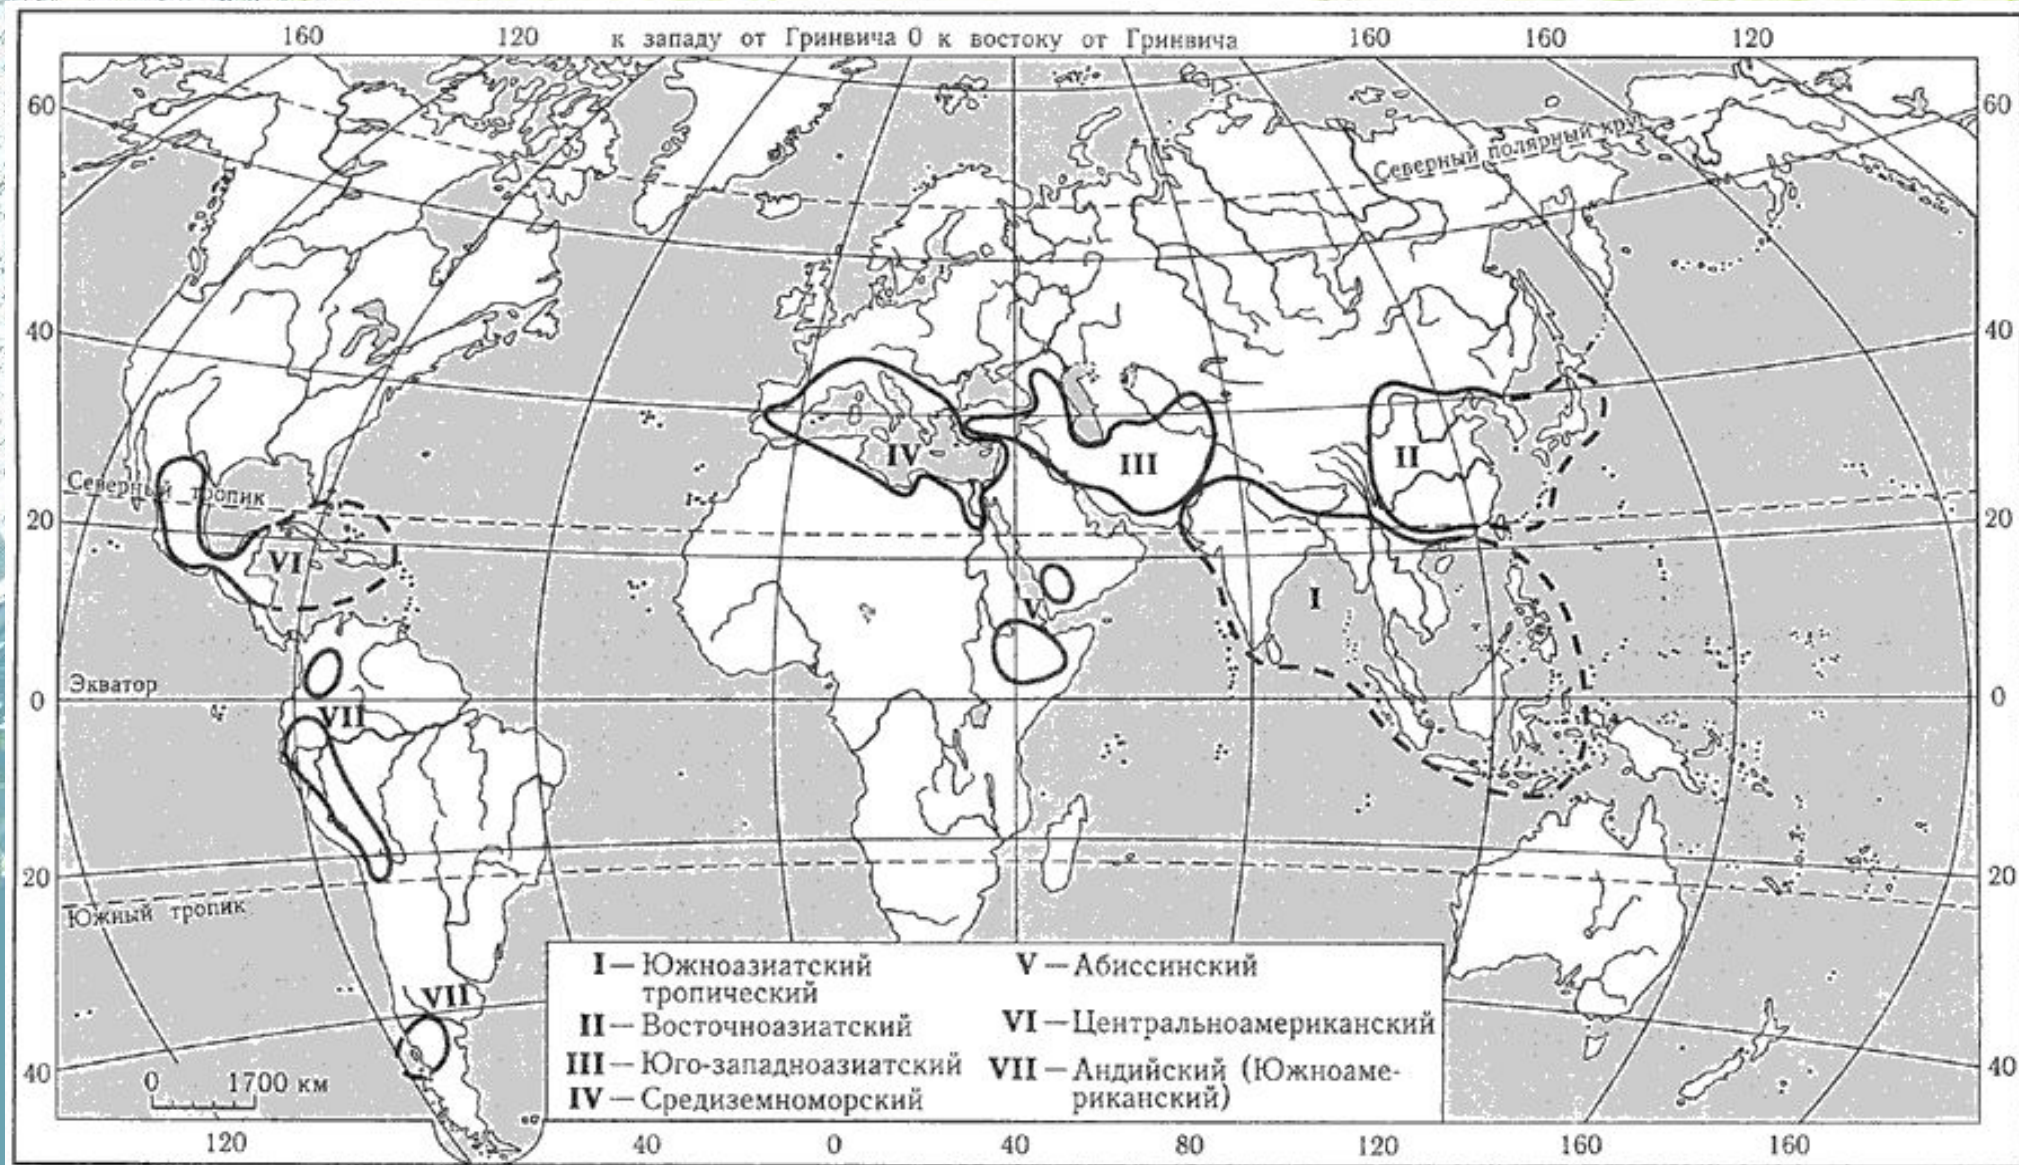 160 120 к западу от Гринвича 0 к востоку от Гринвича 160 160 120
60 60
Северный полярный круг
40 40
IV III II
Северный тропик
20 20
VI
I
V
Экватор
0 0
VII
20 20
Южный тропик
VII
40 40
0 1700 км
I — Южноазиатский
тропический
II — Восточноазиатский
III — Юго-западноазиатский
IV — Средиземноморский
V — Абиссинский
VI — Центральноамериканский
VII — Андийский (Южноаме-
риканский)
120 40 0 40 80 120 160 160